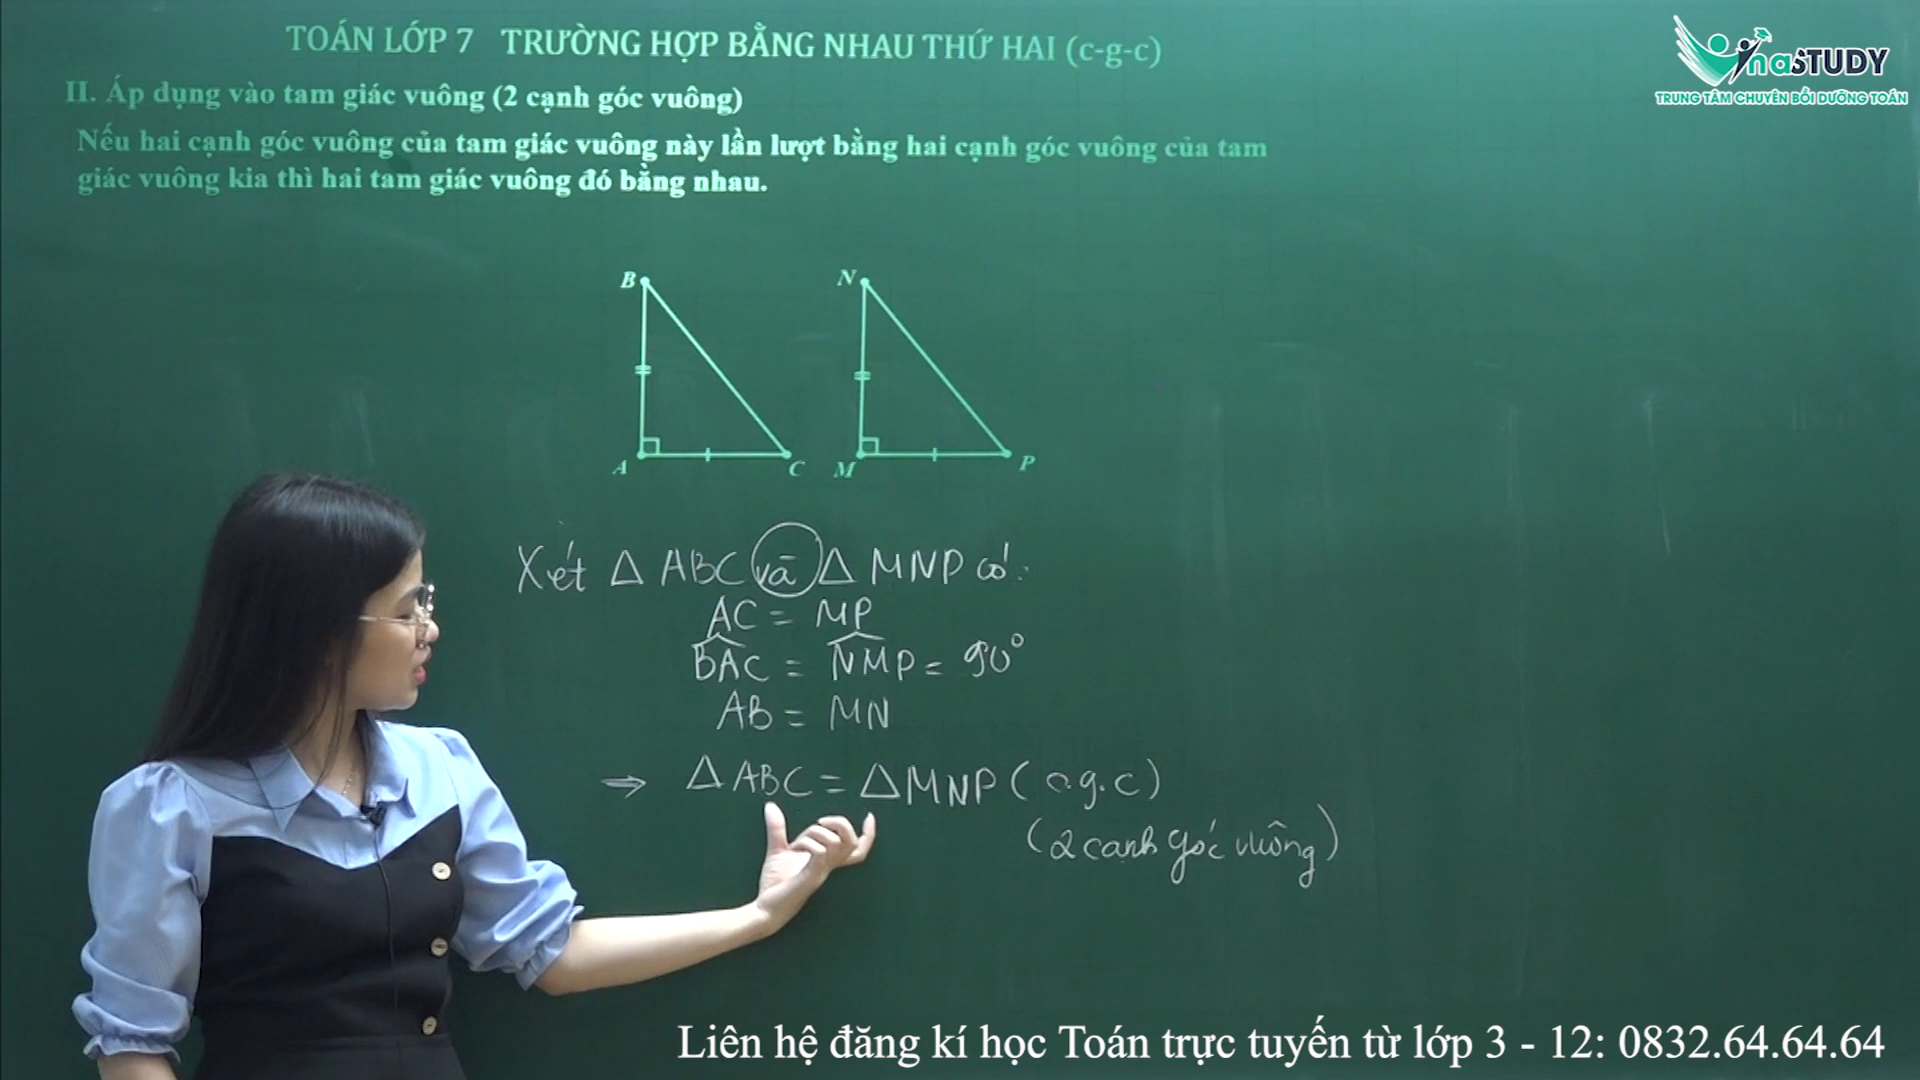 TOÁN LỚP 7 TRƯỜNG HỢP BẰNG NHAU THỨ HAI (c-g-c)
VinaSTUDY
TRUNG TÂM CHUYÊN BỒI DƯỠNG TOÁN
II. Áp dụng vào tam giác vuông (2 cạnh góc vuông)
Nếu hai cạnh góc vuông của tam giác vuông này lần lượt bằng hai cạnh góc vuông của tam
giác vuông kia thì hai tam giác vuông đó bằng nhau.
B N
A C M P
Xét Δ ABC và Δ MNP có:
AC = MP
BAC = NMP = 90°
AB = MN
⇒ Δ ABC = Δ MNP (c.g.c)
(2 cạnh góc vuông)
Liên hệ đăng kí học Toán trực tuyến từ lớp 3 - 12: 0832.64.64.64